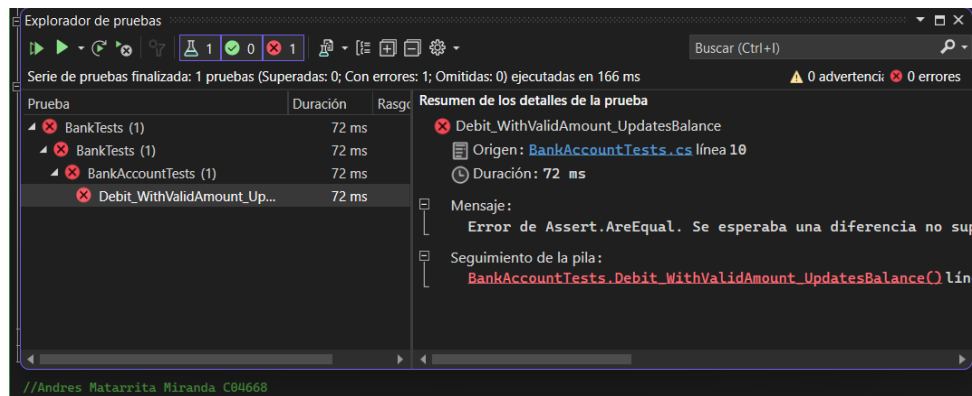 Explorador de pruebas
1 0 1
Buscar (Ctrl+I)
Serie de pruebas finalizada: 1 pruebas (Superadas: 0; Con errores: 1; Omitidas: 0) ejecutadas en 166 ms
0 advertencia 0 errores
Prueba Duración Rasgo
BankTests (1) 72 ms
BankTests (1) 72 ms
BankAccountTests (1) 72 ms
Debit_WithValidAmount_Up... 72 ms
Resumen de los detalles de la prueba
Debit_WithValidAmount_UpdatesBalance
Origen: BankAccountTests.cs línea 10
Duración: 72 ms
Mensaje:
Error de Assert.AreEqual. Se esperaba una diferencia no su
Seguimiento de la pila:
BankAccountTests.Debit_WithValidAmount_UpdatesBalance() lín
//Andres Matarrita Miranda C04668